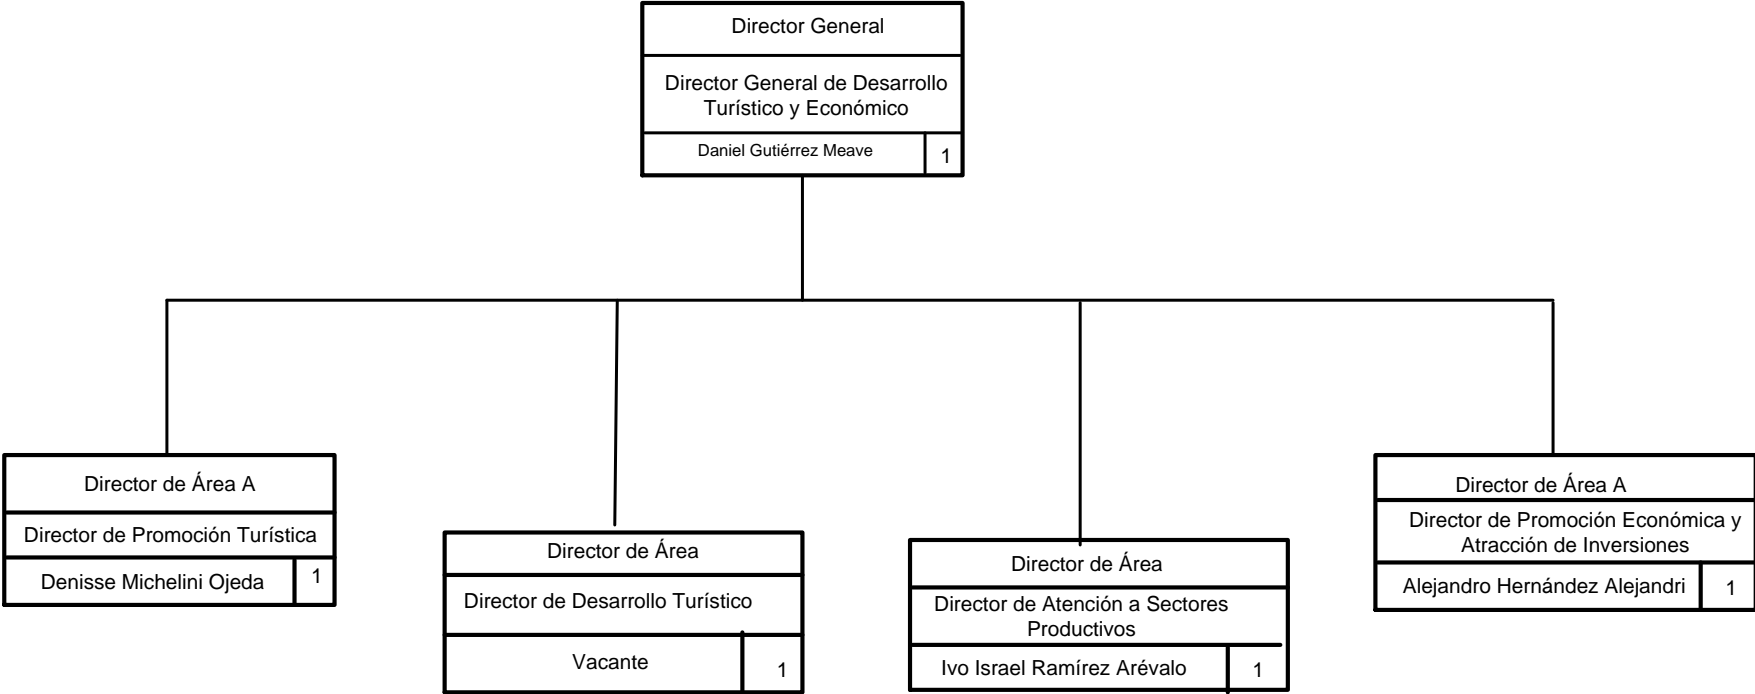 Director General
Director General de Desarrollo
Turístico y Económico
Daniel Gutiérrez Meave
1
Director de Área A
Director de Promoción Turística
Denisse Michelini Ojeda
1
Director de Área
Director de Desarrollo Turístico
Vacante
1
Director de Área
Director de Atención a Sectores
Productivos
Ivo Israel Ramírez Arévalo
1
Director de Área A
Director de Promoción Económica y
Atracción de Inversiones
Alejandro Hernández Alejandri
1